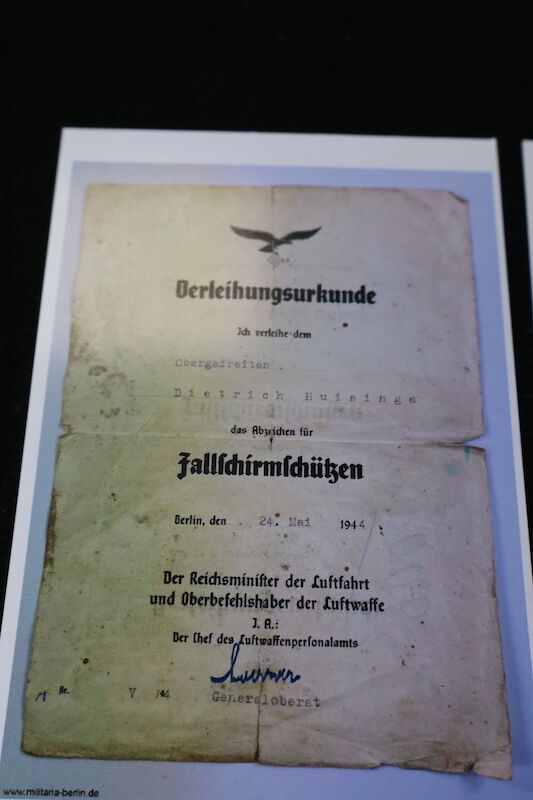 Verleihungsurkunde
Ich verleihe dem
Obergefreiten
Dietrich Huisinga
das Abzeichen für
Fallschirmschützen
Berlin, den 24. Mai 1944
Der Reichsminister der Luftfahrt
und Oberbefehlshaber der Luftwaffe
J. A.:
Der Chef des Luftwaffenpersonalamts
Nr. V /44
Generaloberst
www.militaria-berlin.de